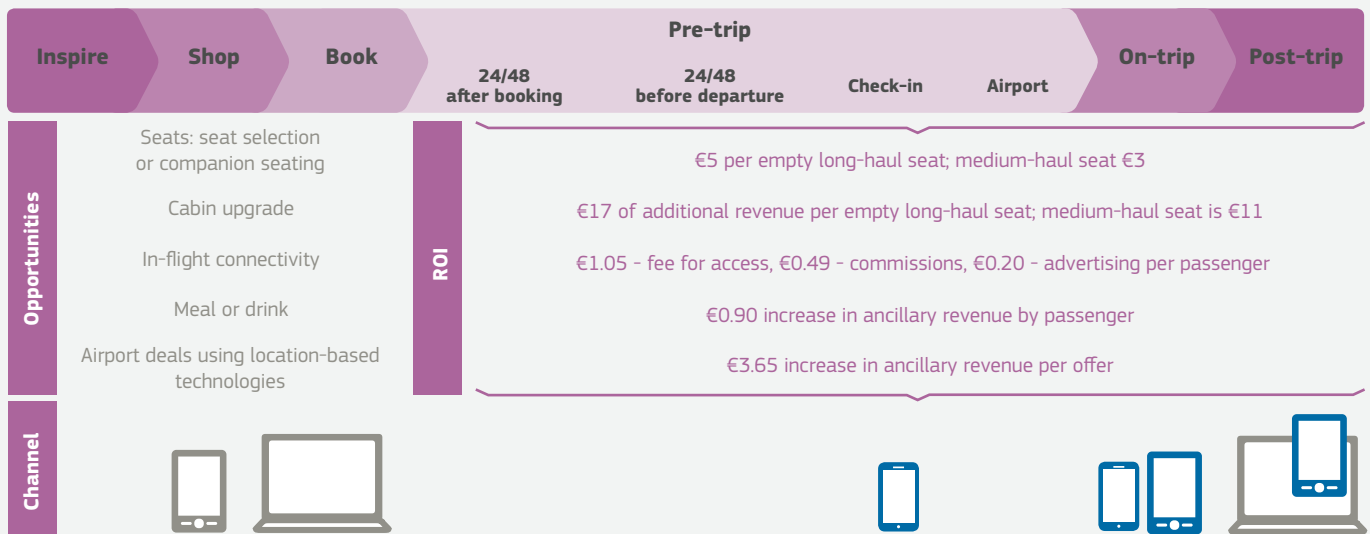 Pre-trip
Inspire
Shop
Book
On-trip
Post-trip
24/48
after booking
24/48
before departure
Check-in
Airport
Opportunities
Seats: seat selection
or companion seating
Cabin upgrade
In-flight connectivity
Meal or drink
Airport deals using location-based
technologies
ROI
€5 per empty long-haul seat; medium-haul seat €3
€17 of additional revenue per empty long-haul seat; medium-haul seat is €11
€1.05 - fee for access, €0.49 - commissions, €0.20 - advertising per passenger
€0.90 increase in ancillary revenue by passenger
€3.65 increase in ancillary revenue per offer
Channel